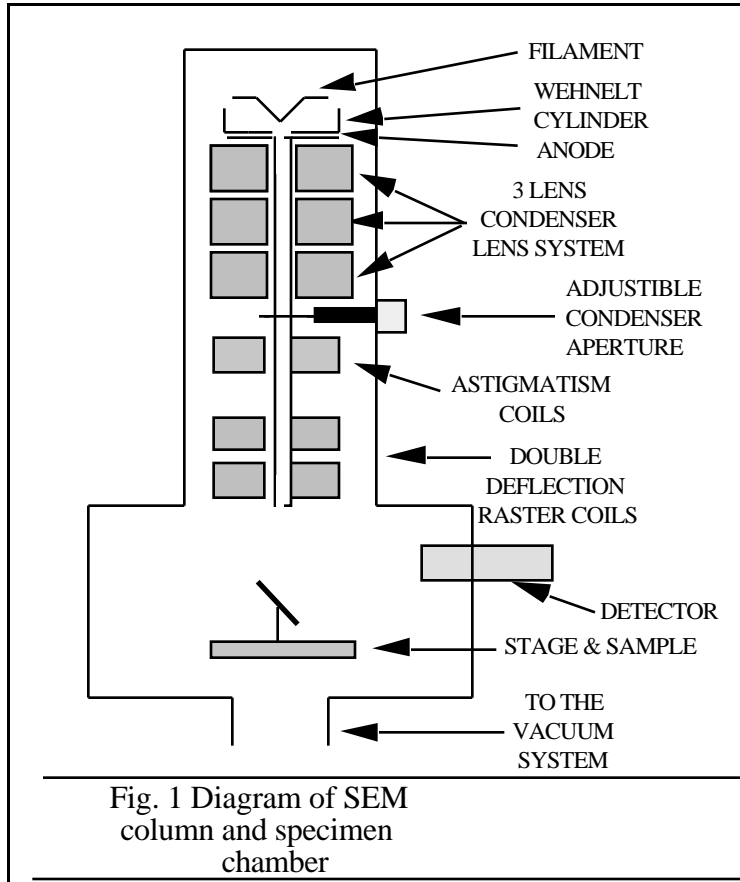 FILAMENT
WEHNELT
CYLINDER
ANODE
3 LENS
CONDENSER
LENS SYSTEM
ADJUSTIBLE
CONDENSER
APERTURE
ASTIGMATISM
COILS
DOUBLE
DEFLECTION
RASTER COILS
DETECTOR
STAGE & SAMPLE
TO THE
VACUUM
SYSTEM
Fig. 1 Diagram of SEM
column and specimen
chamber